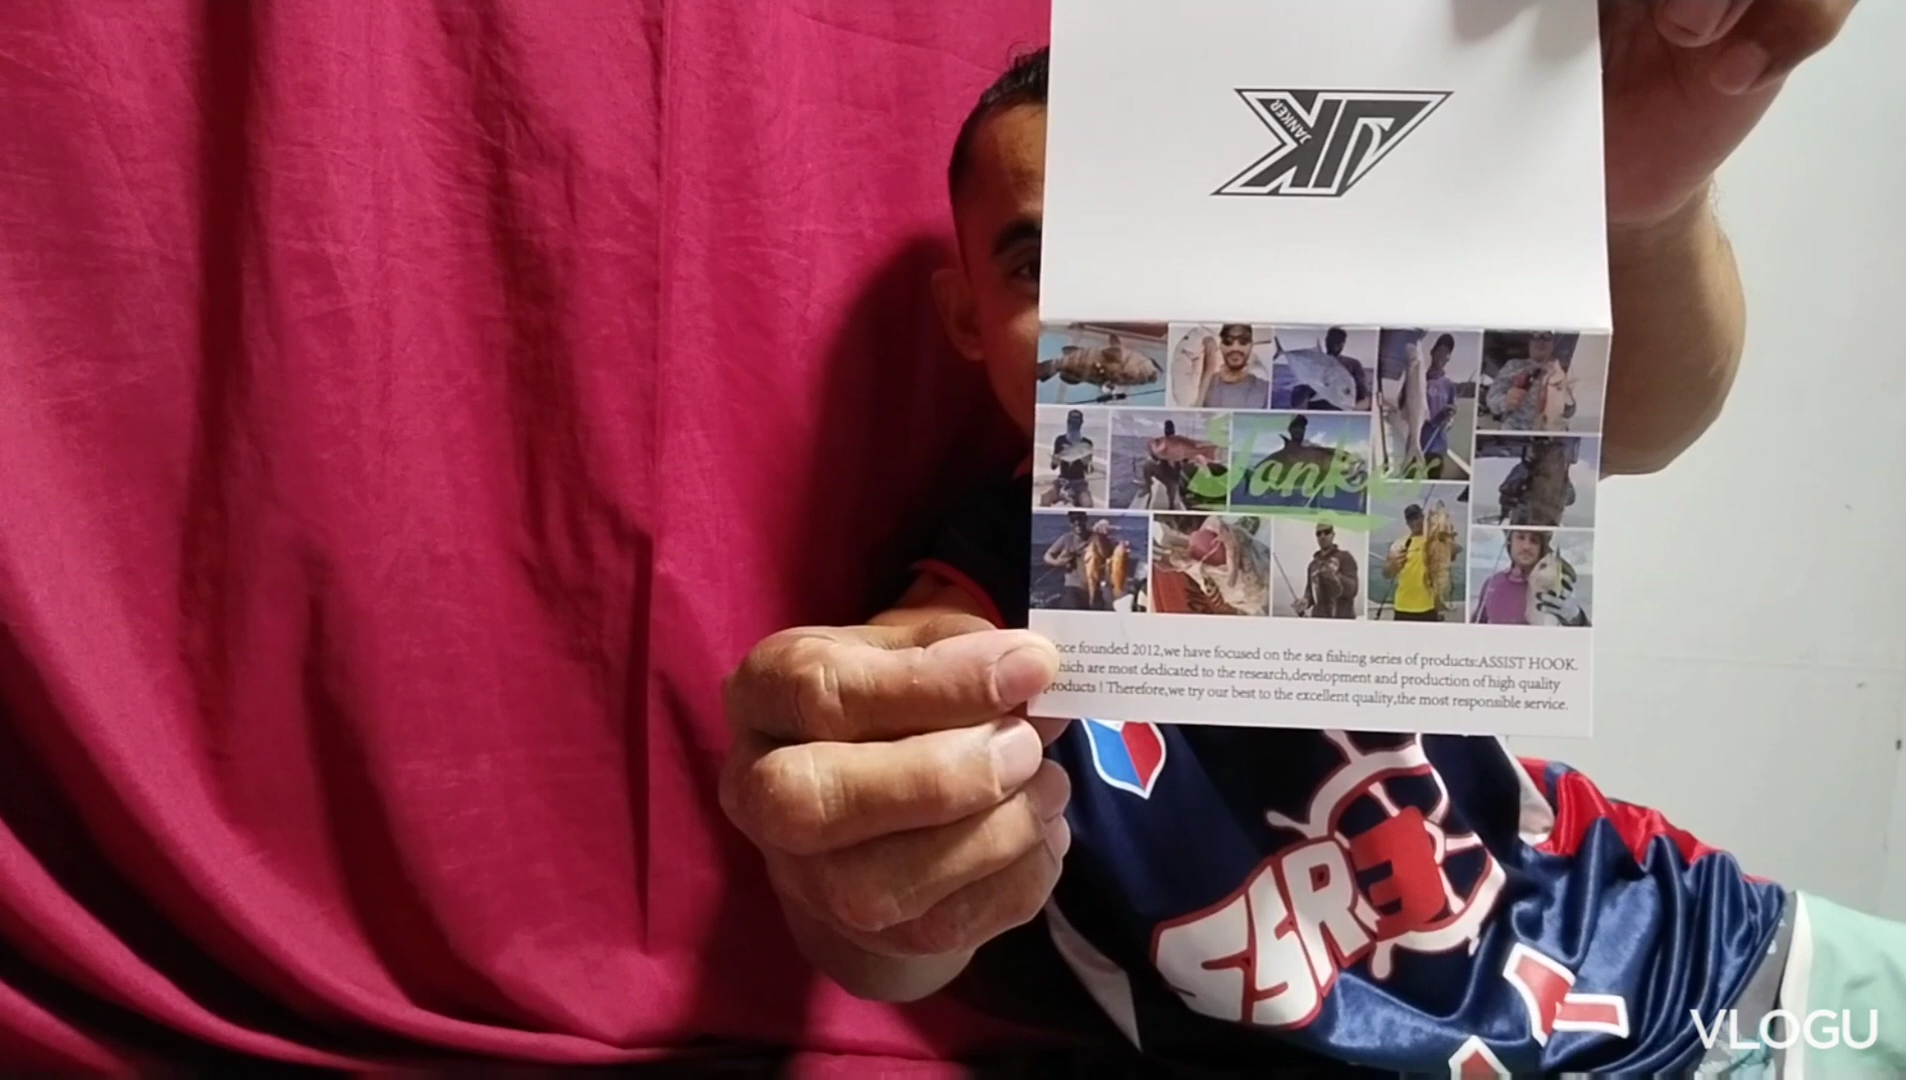 JANKER
JK
Janker
nce founded 2012,we have focused on the sea fishing series of products:ASSIST HOOK.
hich are most dedicated to the research,development and production of high quality
products ! Therefore,we try our best to the excellent quality,the most responsible service.
VLOGU